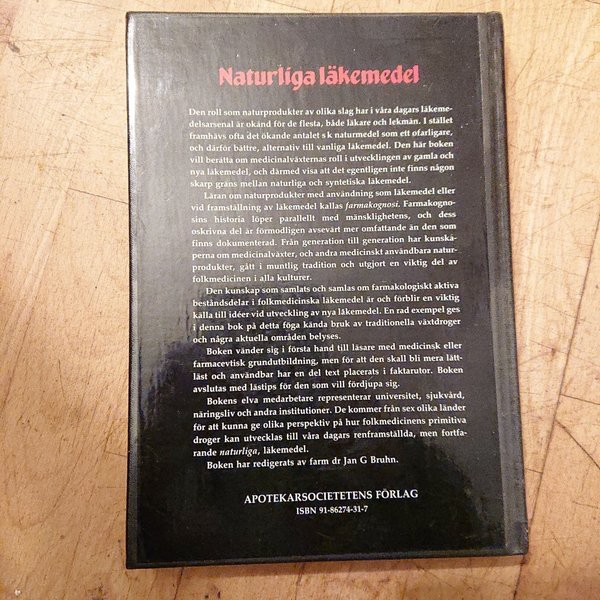 Naturliga läkemedel
Den roll som naturprodukter av olika slag har i våra dagars läkeme-
delsarsenal är okänd för de flesta, både läkare och lekmän. I stället
framhävs ofta det ökande antalet s k naturmedel som ett ofarligare,
och därför bättre, alternativ till vanliga läkemedel. Den här boken
vill berätta om medicinalväxternas roll i utvecklingen av gamla och
nya läkemedel, och därmed visa att det egentligen inte finns någon
skarp gräns mellan naturliga och syntetiska läkemedel.
Läran om naturprodukter med användning som läkemedel eller
vid framställning av läkemedel kallas farmakognosi. Farmakogno-
sins historia löper parallellt med mänsklighetens, och dess
oskrivna del är förmodligen avsevärt mer omfattande än den som
finns dokumenterad. Från generation till generation har kunska-
perna om medicinalväxter, och andra medicinskt användbara natur-
produkter, gått i muntlig tradition och utgjort en viktig del av
folkmedicinen i alla kulturer.
Den kunskap som samlats och samlas om farmakologiskt aktiva
beståndsdelar i folkmedicinska läkemedel är och förblir en viktig
källa till idéer vid utveckling av nya läkemedel. En rad exempel ges
i denna bok på detta föga kända bruk av traditionella växtdroger
och några aktuella områden belyses.
Boken vänder sig i första hand till läsare med medicinsk eller
farmacevtisk grundutbildning, men för att den skall bli mera lätt-
läst och användbar har en del text placerats i faktarutor. Boken
avslutas med lästips för den som vill fördjupa sig.
Bokens elva medarbetare representerar universitet, sjukvård,
näringsliv och andra institutioner. De kommer från sex olika länder
för att kunna ge olika perspektiv på hur folkmedicinens primitiva
droger kan utvecklas till våra dagars renframställda, men fortfa-
rande naturliga, läkemedel.
Boken har redigerats av farm dr Jan G Bruhn.
APOTEKARSOCIETETENS FÖRLAG
ISBN 91-86274-31-7